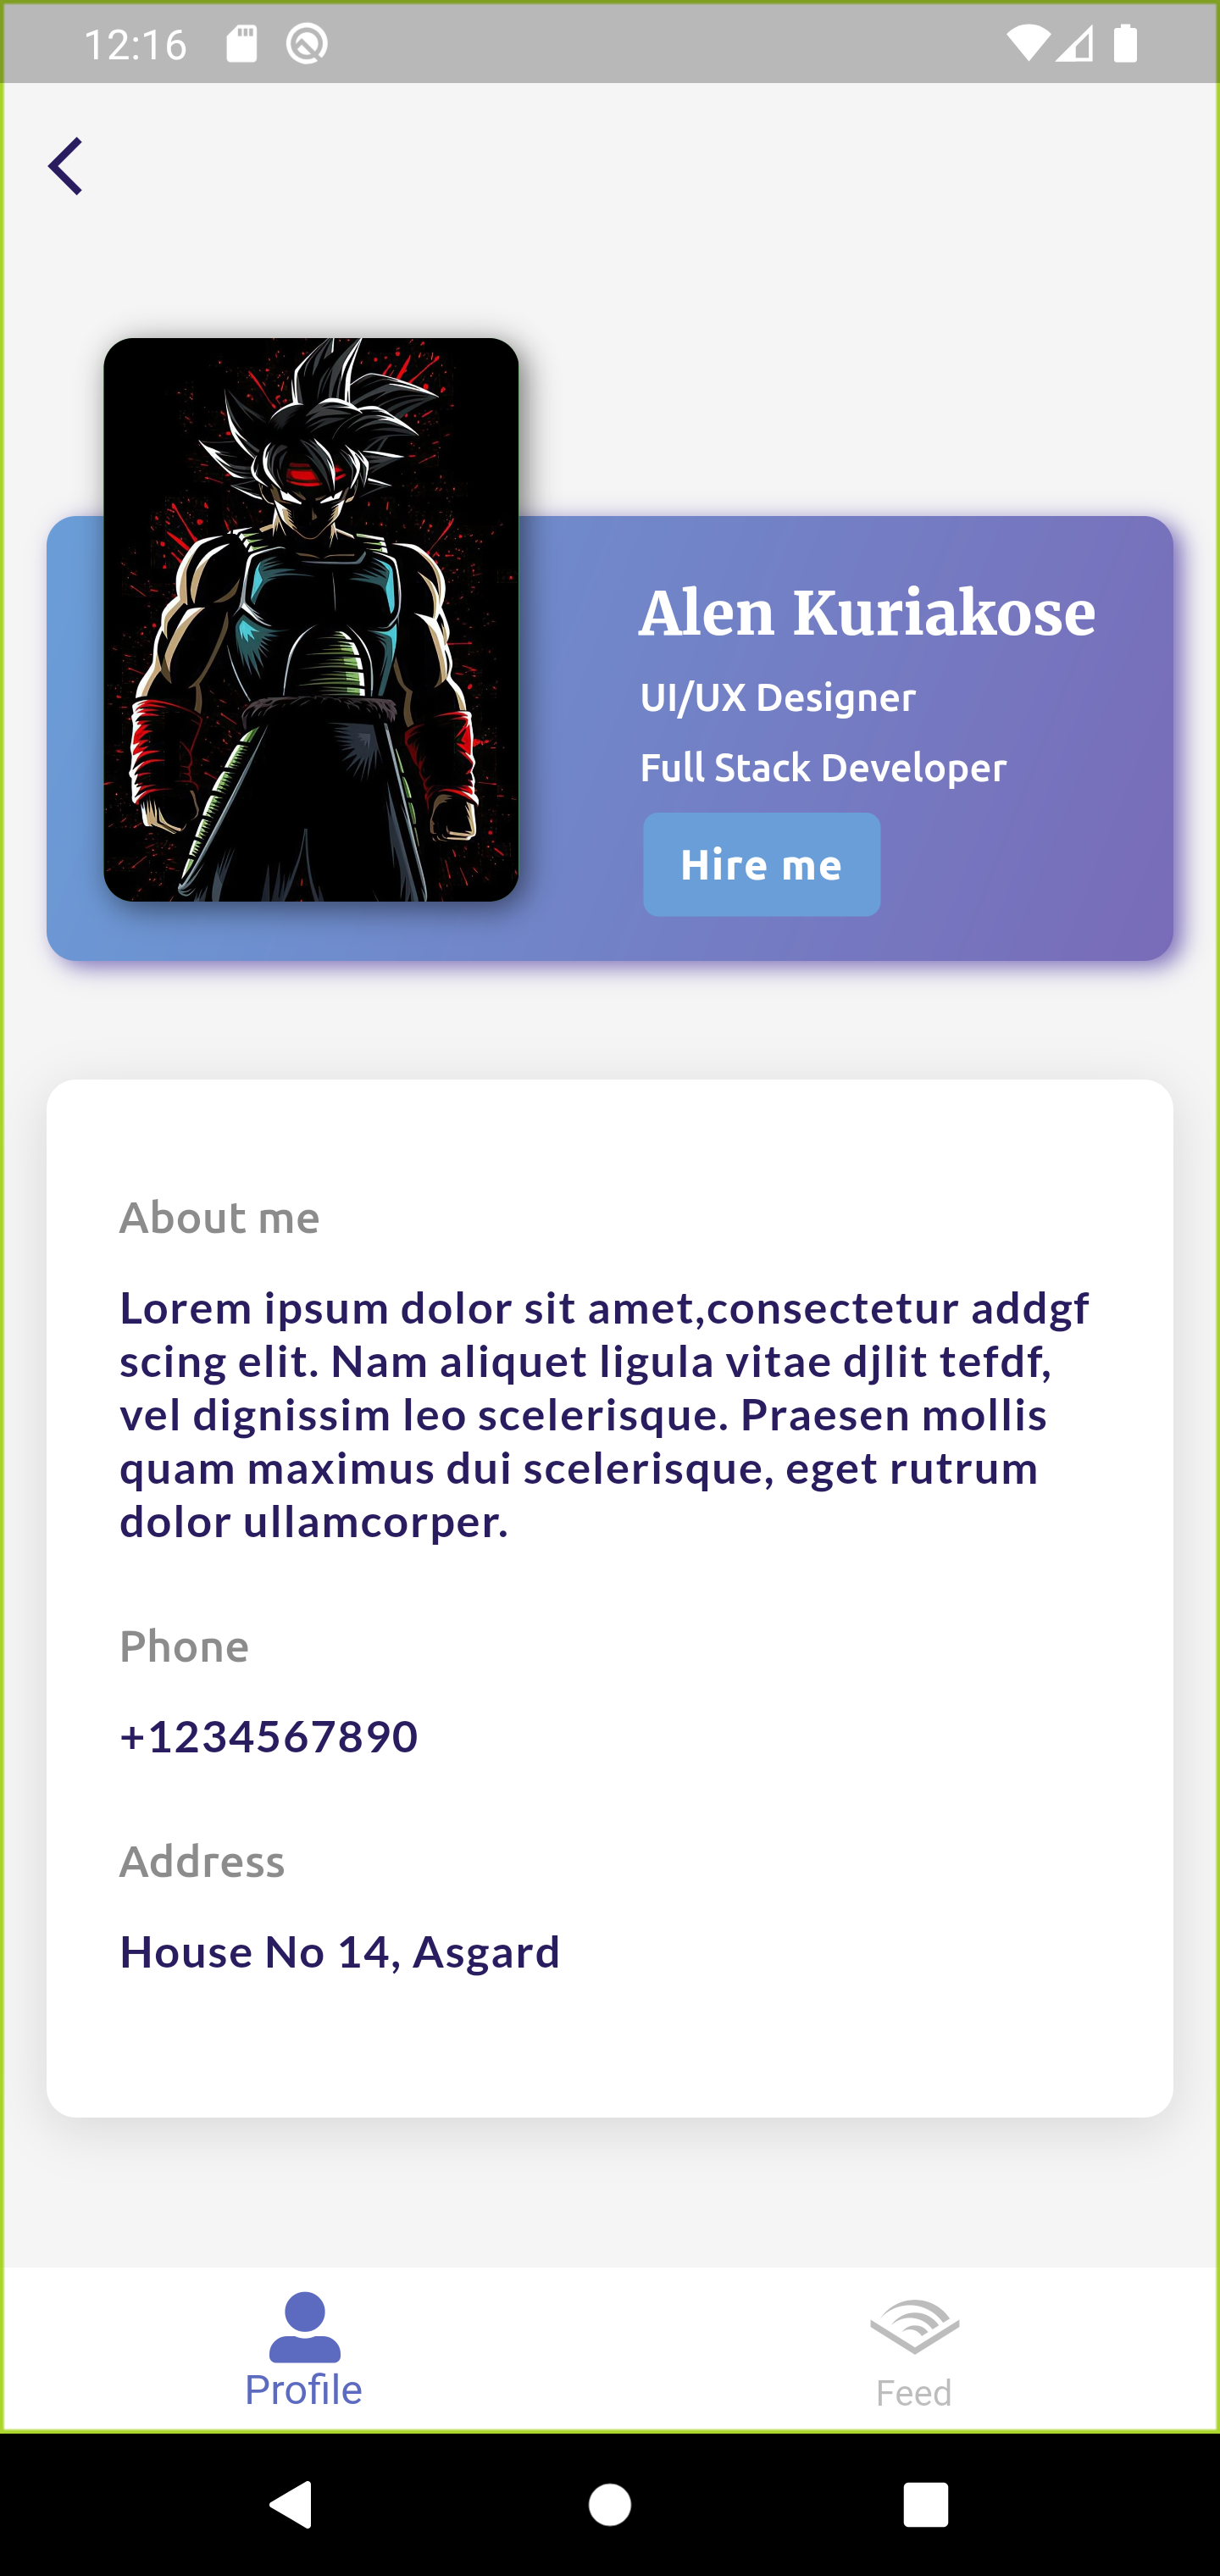 12:16
Alen Kuriakose
UI/UX Designer
Full Stack Developer
Hire me
About me
Lorem ipsum dolor sit amet,consectetur addgf
scing elit. Nam aliquet ligula vitae djlit tefdf,
vel dignissim leo scelerisque. Praesen mollis
quam maximus dui scelerisque, eget rutrum
dolor ullamcorper.
Phone
+1234567890
Address
House No 14, Asgard
Profile
Feed